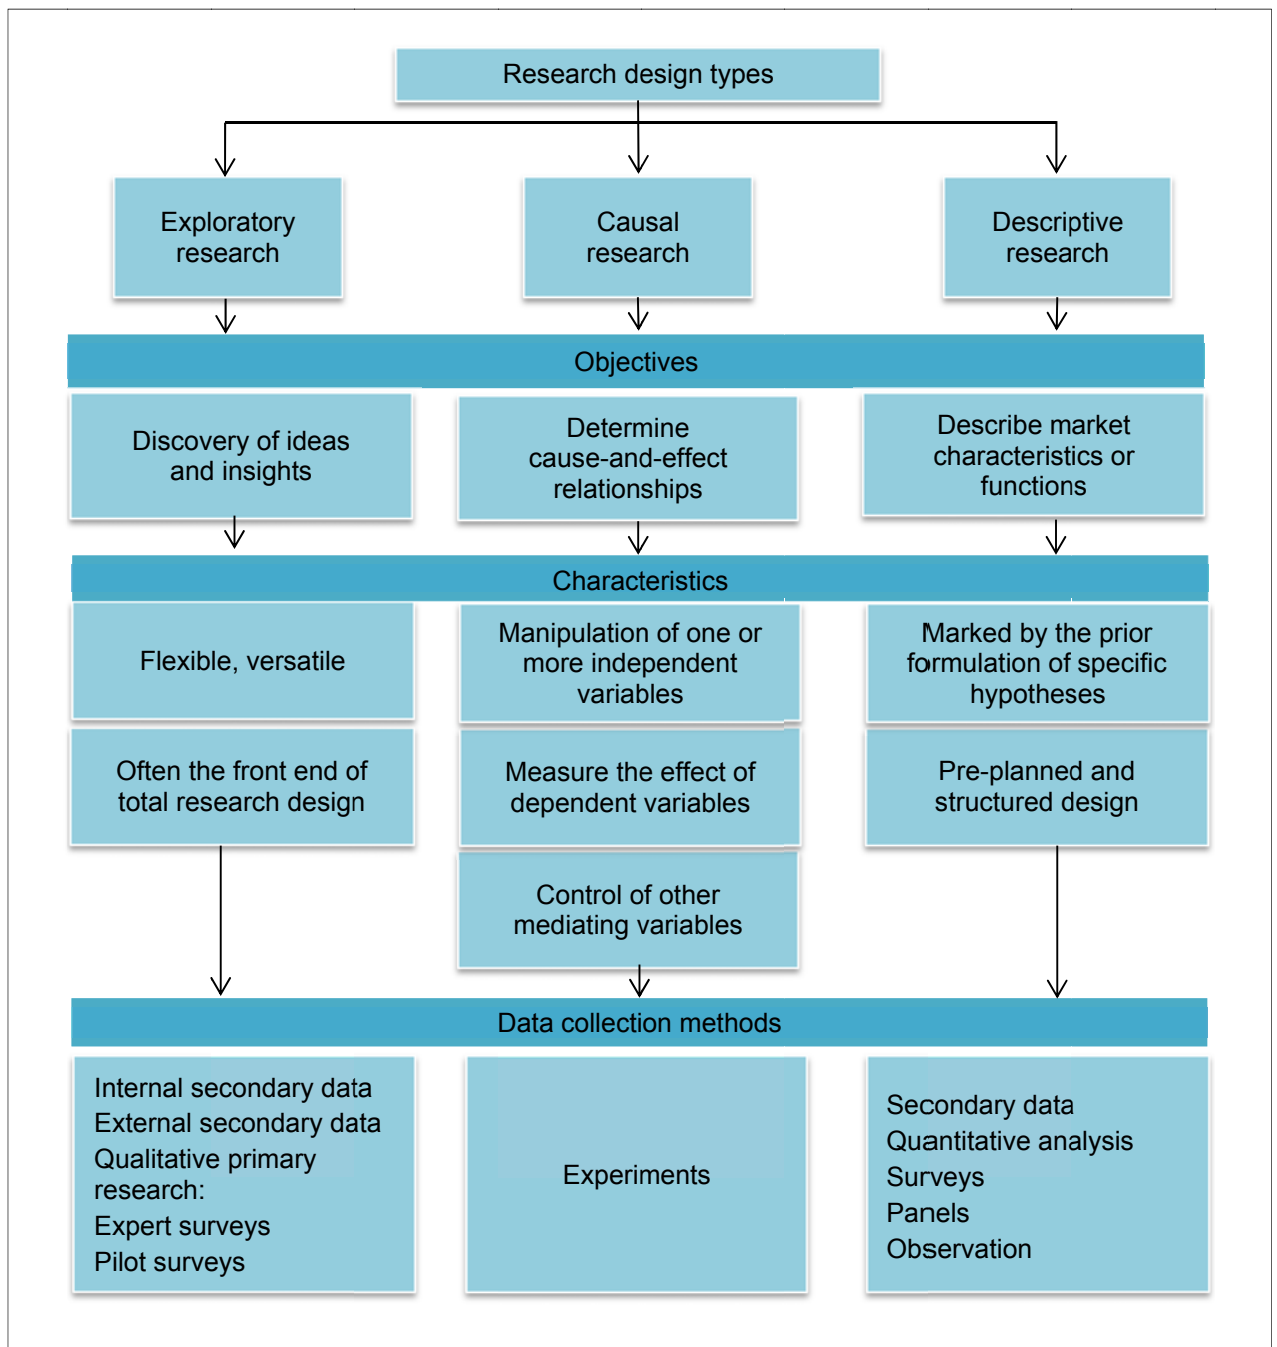 Research design types
Exploratory
research
Causal
research
Descriptive
research
Objectives
Discovery of ideas
and insights
Determine
cause-and-effect
relationships
Describe market
characteristics or
functions
Characteristics
Flexible, versatile
Manipulation of one or
more independent
variables
Marked by the prior
formulation of specific
hypotheses
Often the front end of
total research design
Measure the effect of
dependent variables
Pre-planned and
structured design
Control of other
mediating variables
Data collection methods
Internal secondary data
External secondary data
Qualitative primary
research:
Expert surveys
Pilot surveys
Experiments
Secondary data
Quantitative analysis
Surveys
Panels
Observation